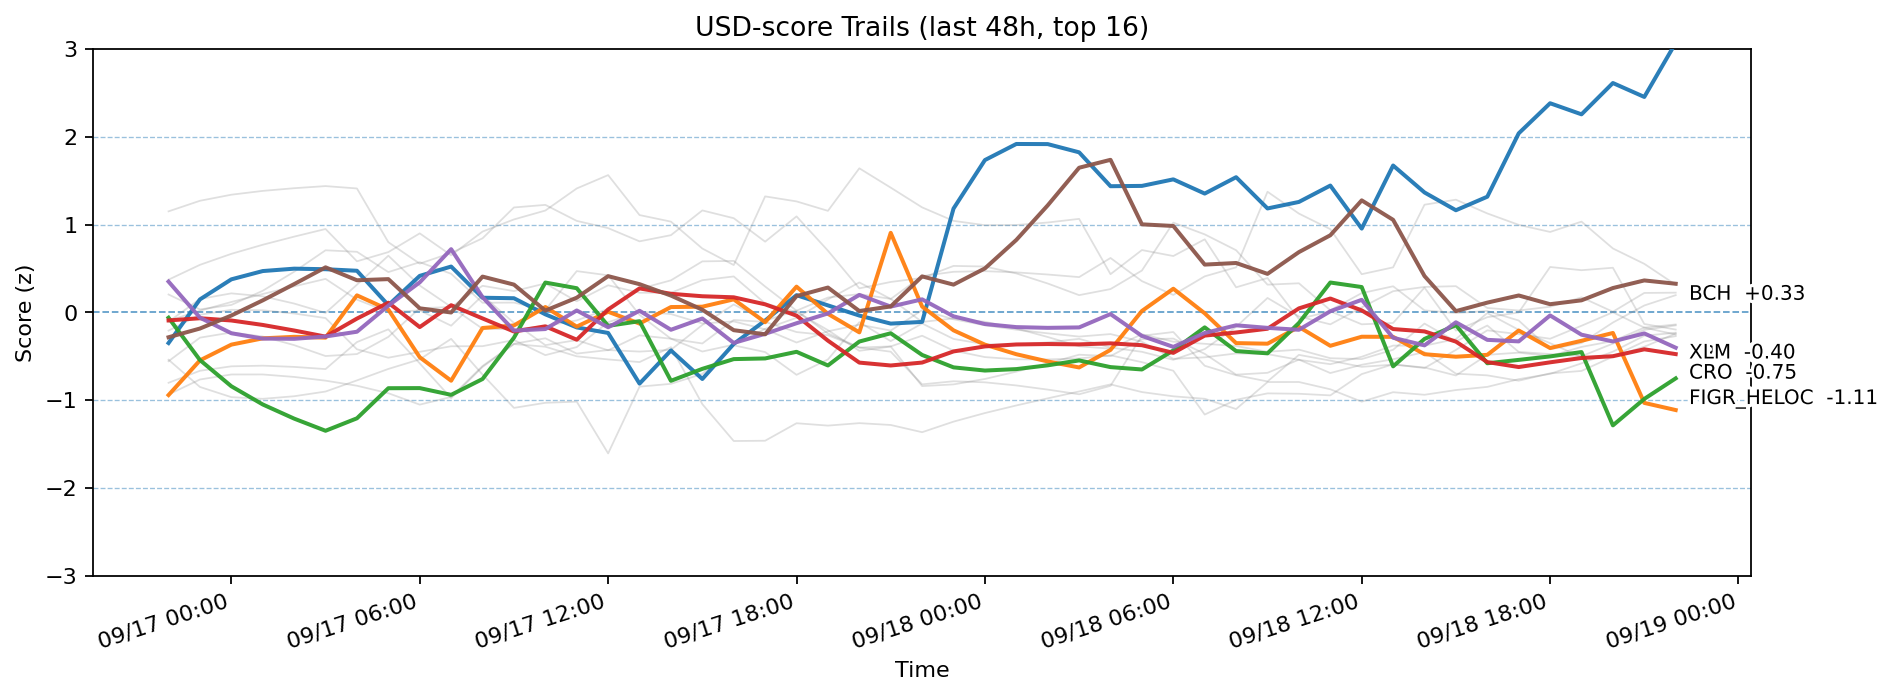 USD-score Trails (last 48h, top 16)
Score (z)
3
2
1
0
−1
−2
−3
BCH +0.33
XLM -0.40
CRO -0.75
FIGR_HELOC -1.11
09/17 00:00
09/17 06:00
09/17 12:00
09/17 18:00
09/18 00:00
09/18 06:00
09/18 12:00
09/18 18:00
09/19 00:00
Time